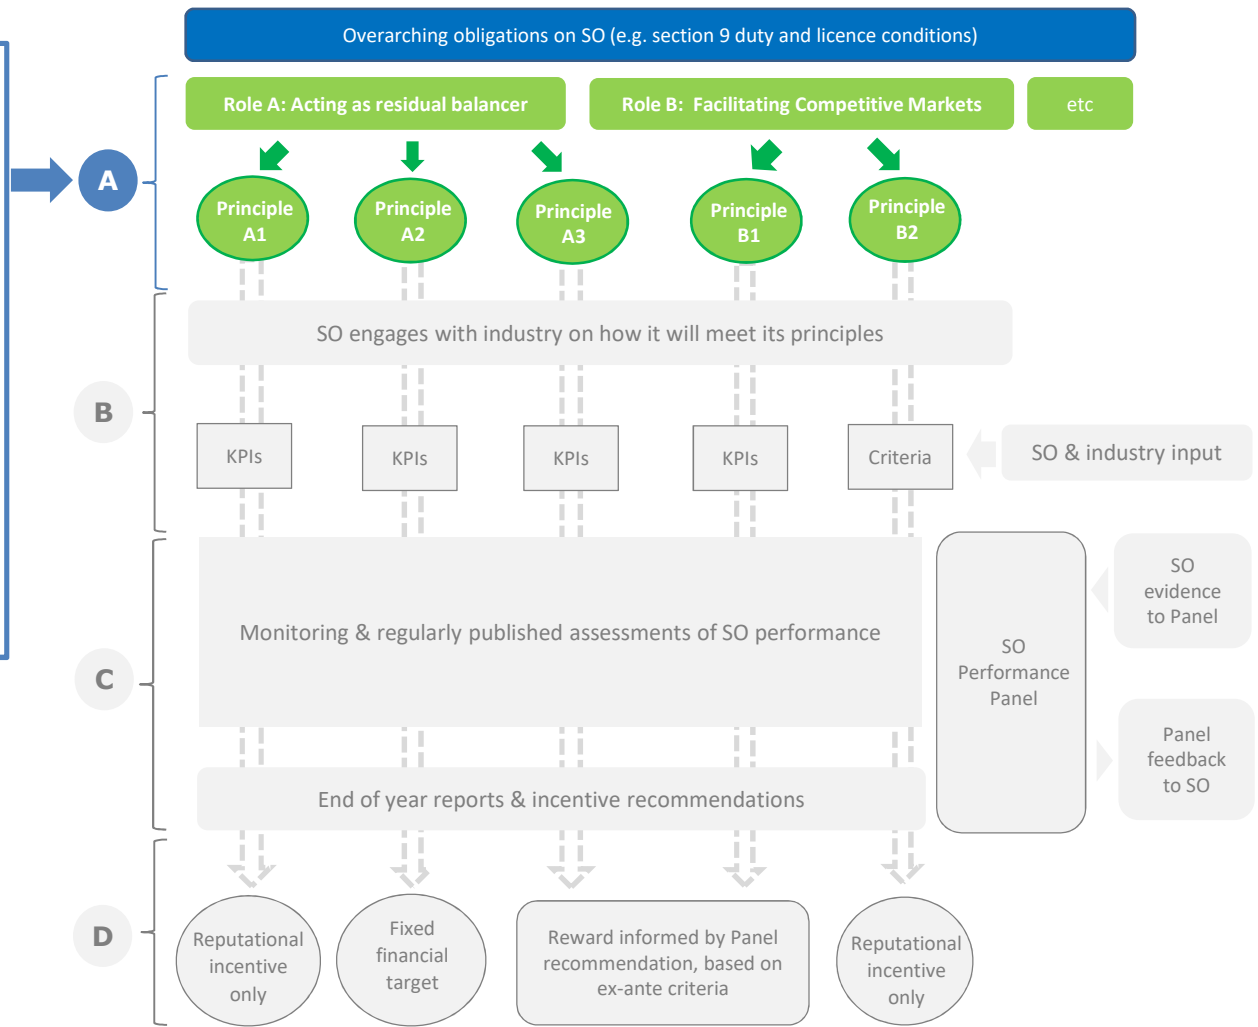 Overarching obligations on SO (e.g. section 9 duty and licence conditions)
Role A: Acting as residual balancer
Role B:  Facilitating Competitive Markets
etc
A
Principle
A1
Principle
A2
Principle
A3
Principle
B1
Principle
B2
SO engages with industry on how it will meet its principles
B
KPIs
KPIs
KPIs
KPIs
Criteria
SO & industry input
Monitoring & regularly published assessments of SO performance
C
SO
Performance
Panel
SO
evidence
to Panel
Panel
feedback
to SO
End of year reports & incentive recommendations
D
Reputational
incentive
only
Fixed
financial
target
Reward informed by Panel
recommendation, based on
ex-ante criteria
Reputational
incentive
only